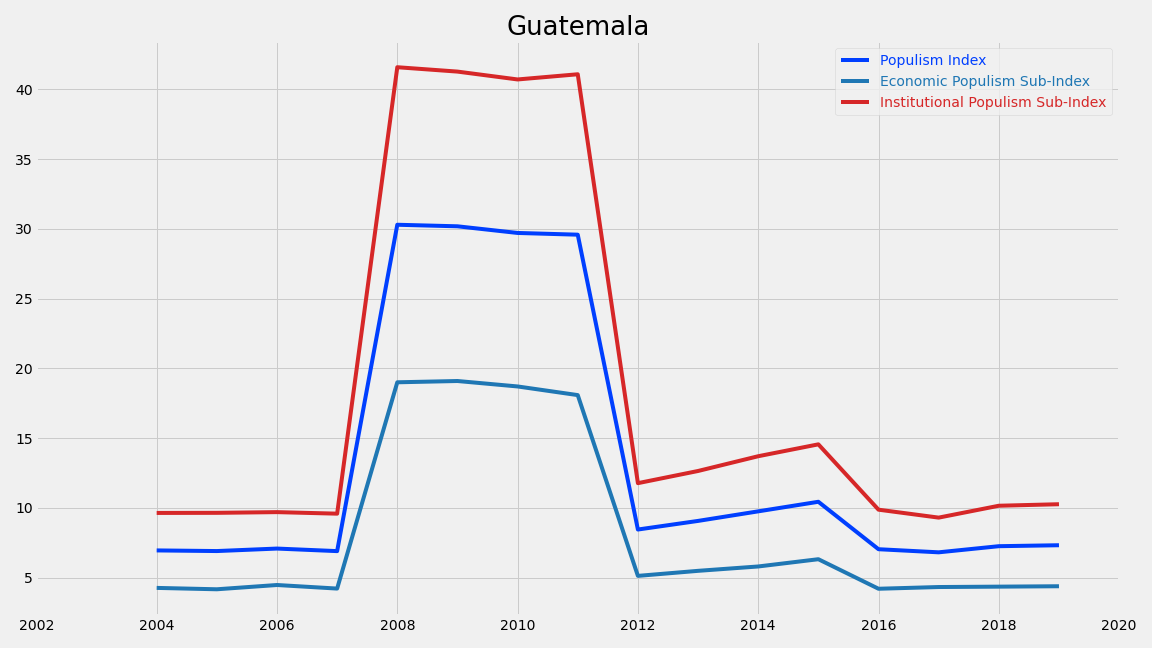 Guatemala
Populism Index
Economic Populism Sub-Index
Institutional Populism Sub-Index
40
35
30
25
20
15
10
5
2002 2004 2006 2008 2010 2012 2014 2016 2018 2020